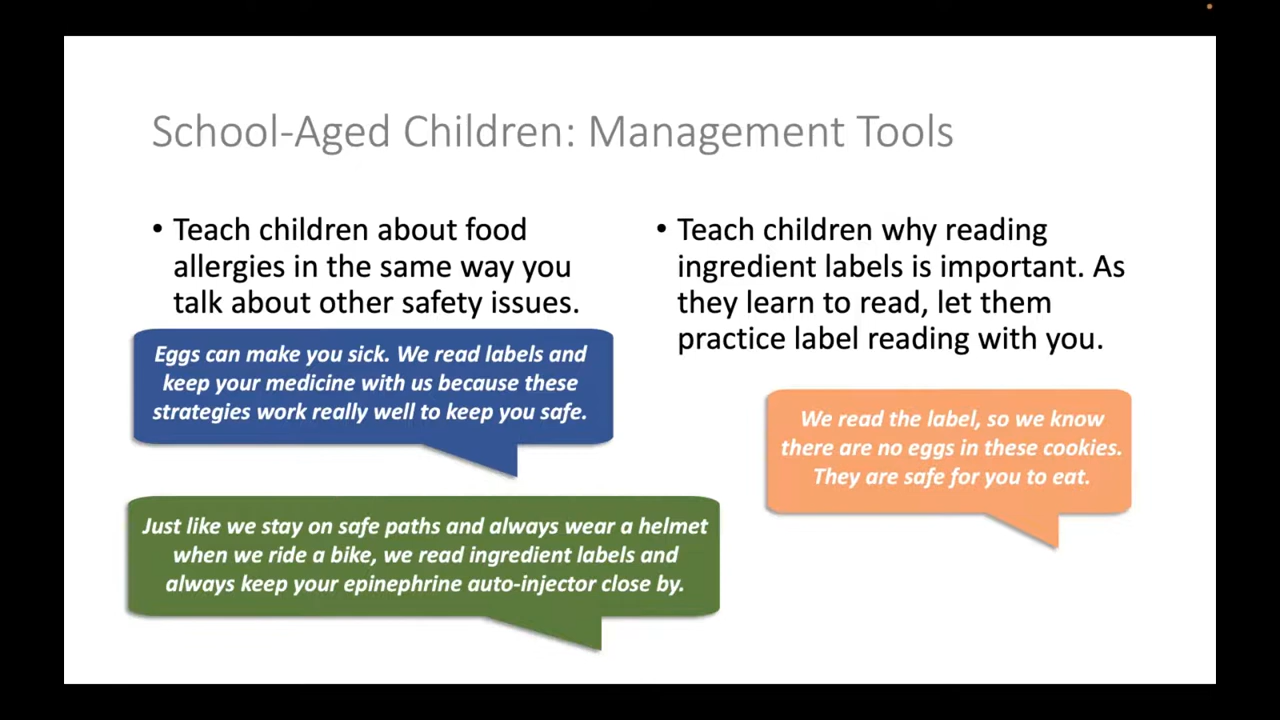 School-Aged Children: Management Tools
• Teach children about food
allergies in the same way you
talk about other safety issues.
Eggs can make you sick. We read labels and
keep your medicine with us because these
strategies work really well to keep you safe.
Just like we stay on safe paths and always wear a helmet
when we ride a bike, we read ingredient labels and
always keep your epinephrine auto-injector close by.
• Teach children why reading
ingredient labels is important. As
they learn to read, let them
practice label reading with you.
We read the label, so we know
there are no eggs in these cookies.
They are safe for you to eat.